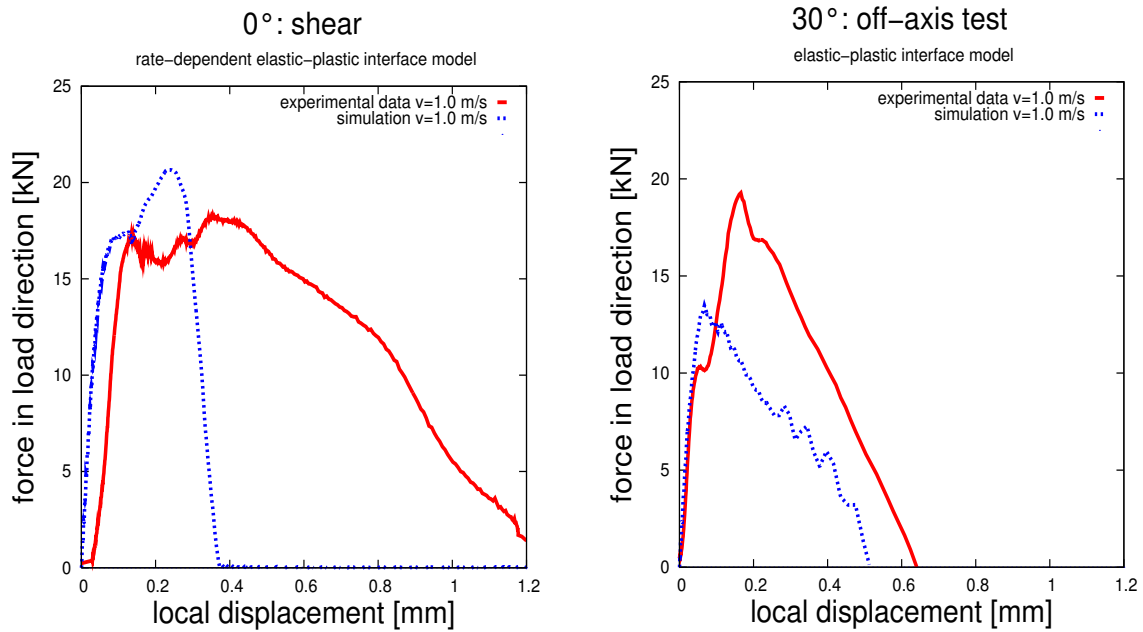 0°: shear
rate-dependent elastic-plastic interface model
experimental data v=1.0 m/s
simulation v=1.0 m/s
force in load direction [kN]
25
20
15
10
5
0
0 0.2 0.4 0.6 0.8 1 1.2
local displacement [mm]
30°: off-axis test
elastic-plastic interface model
experimental data v=1.0 m/s
simulation v=1.0 m/s
force in load direction [kN]
25
20
15
10
5
0
0 0.2 0.4 0.6 0.8 1 1.2
local displacement [mm]